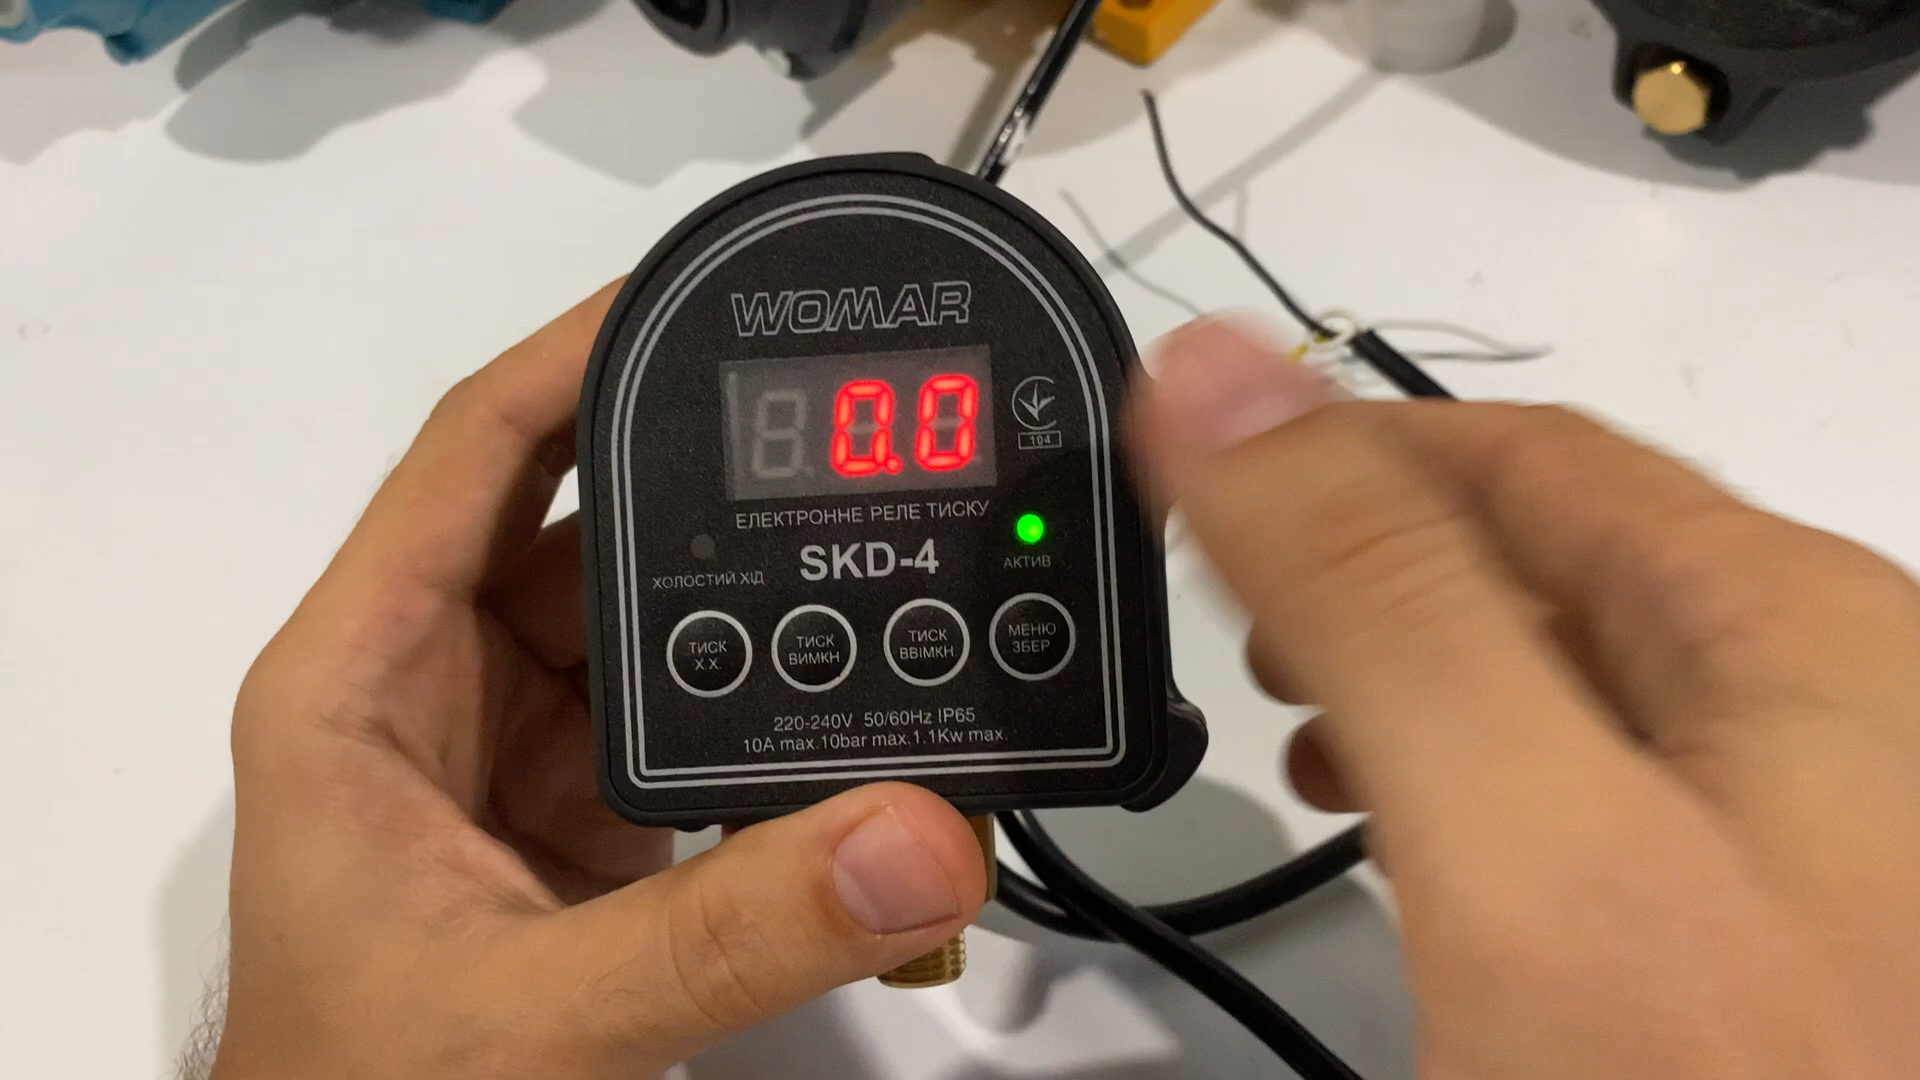 WOMAR
0.0
104
ЕЛЕКТРОННЕ РЕЛЕ ТИСКУ
SKD-4
ХОЛОСТИЙ ХІД
АКТИВ
ТИСК
Х.Х.
ТИСК
ВИМКН
ТИСК
ВВІМКН
МЕНЮ
ЗБЕР
220-240V 50/60Hz IP65
10A max.10bar max.1.1Kw max.